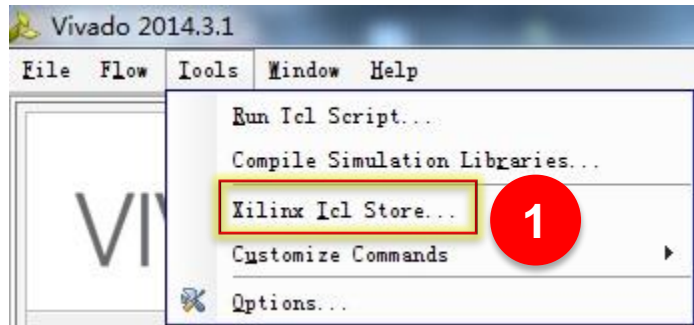 Vivado 2014.3.1
File Flow Tools Window Help
Run Tcl Script...
Compile Simulation Libraries...
Xilinx Tcl Store...
1
Customize Commands
Options...
VIV